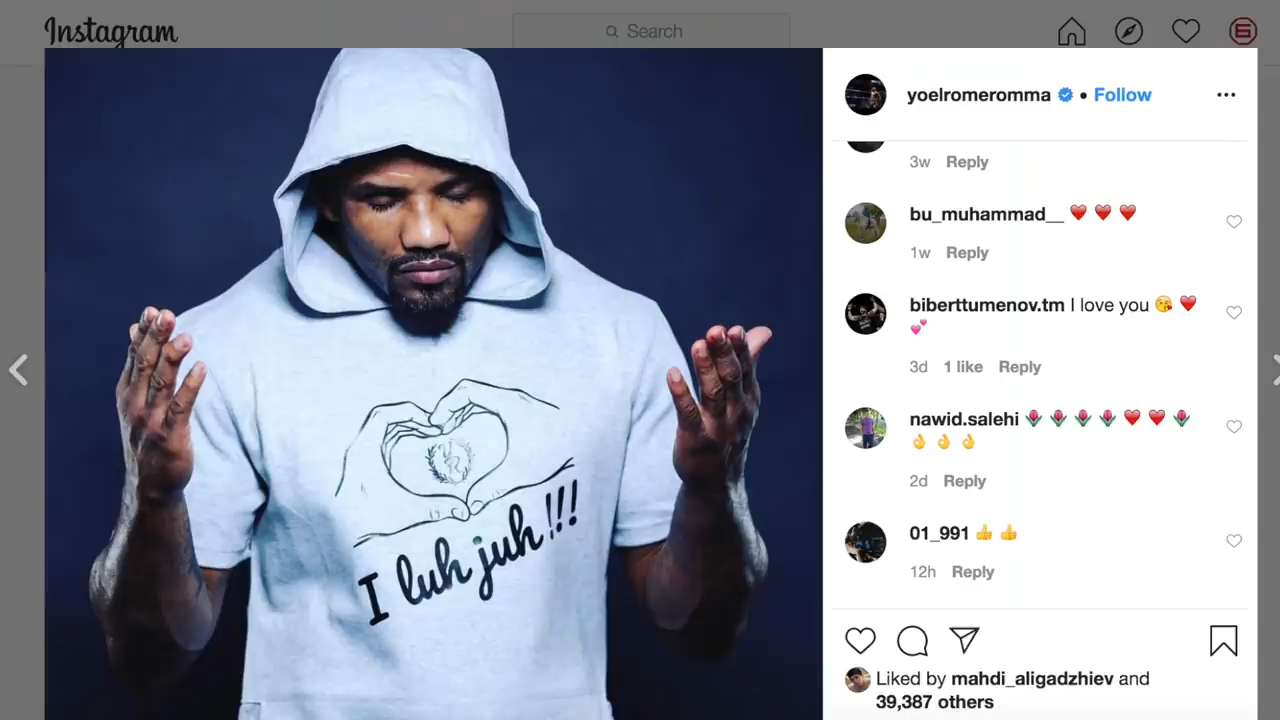 Instagram
Search
yoelromeromma • Follow
3w Reply
bu_muhammad__
1w Reply
biberttumenov.tm I love you 😘 ❤️
💕
3d 1 like Reply
nawid.salehi 🌷 🌷 🌷 🌷 ❤️ ❤️ 🌷
👌 👌 👌
2d Reply
01_991 👍 👍
12h Reply
Liked by mahdi_aligadzhiev and
39,387 others
I luh juh!!!